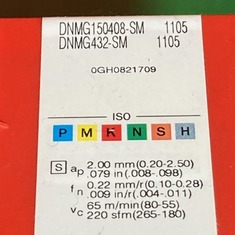 DNMG150408-SM 1105
DNMG432-SM 1105
0GH0821709
ISO
P M K N S H
S ap 2.00 mm(0.20-2.50)
.079 in(.008-.098)
fn 0.22 mm/r(0.10-0.28)
.009 in/r(.004-.011)
vc 65 m/min(80-55)
220 sfm(265-180)